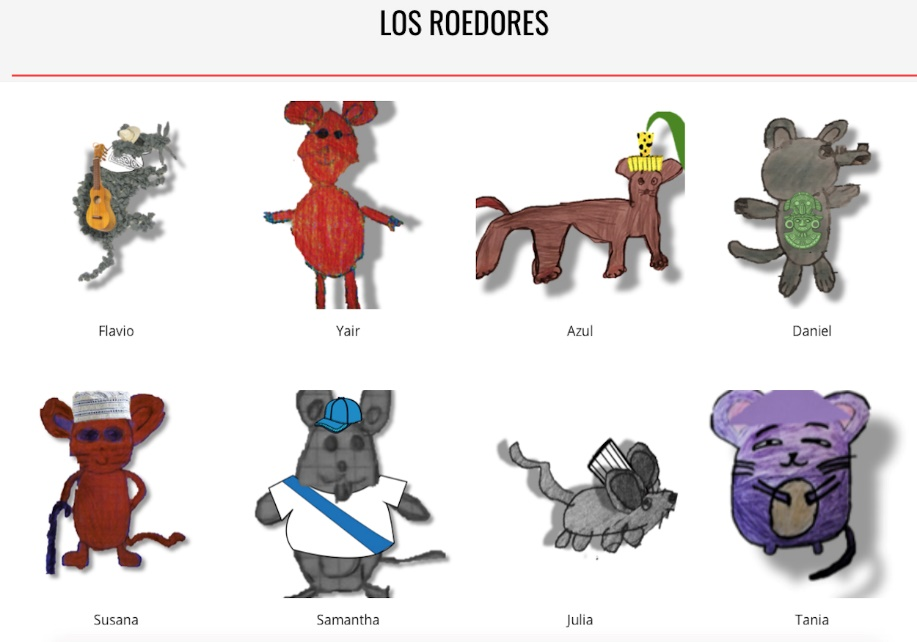 LOS ROEDORES
Flavio
Yair
Azul
Daniel
Susana
Samantha
Julia
Tania